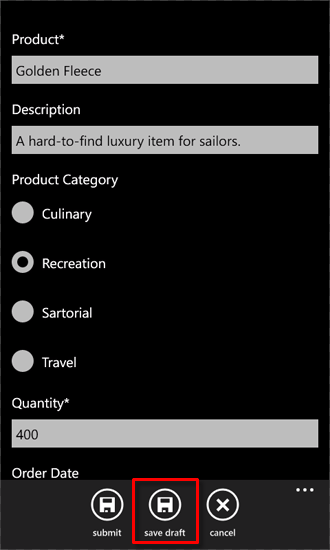 Product*
Golden Fleece
Description
A hard-to-find luxury item for sailors.
Product Category
Culinary
Recreation
Sartorial
Travel
Quantity*
400
Order Date
submit save draft cancel